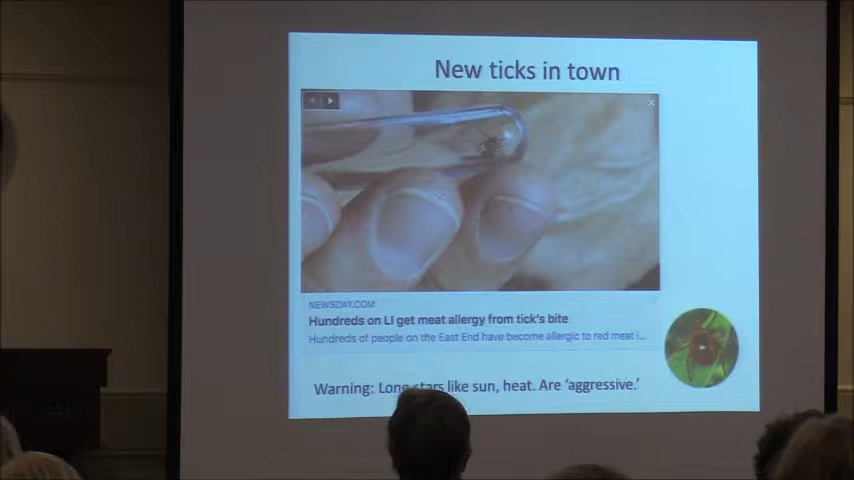 New ticks in town
NEWSDAY.COM
Hundreds on LI get meat allergy from tick's bite
Hundreds of people on the East End have become allergic to red meat i...
Warning: Lone stars like sun, heat. Are 'aggressive.'